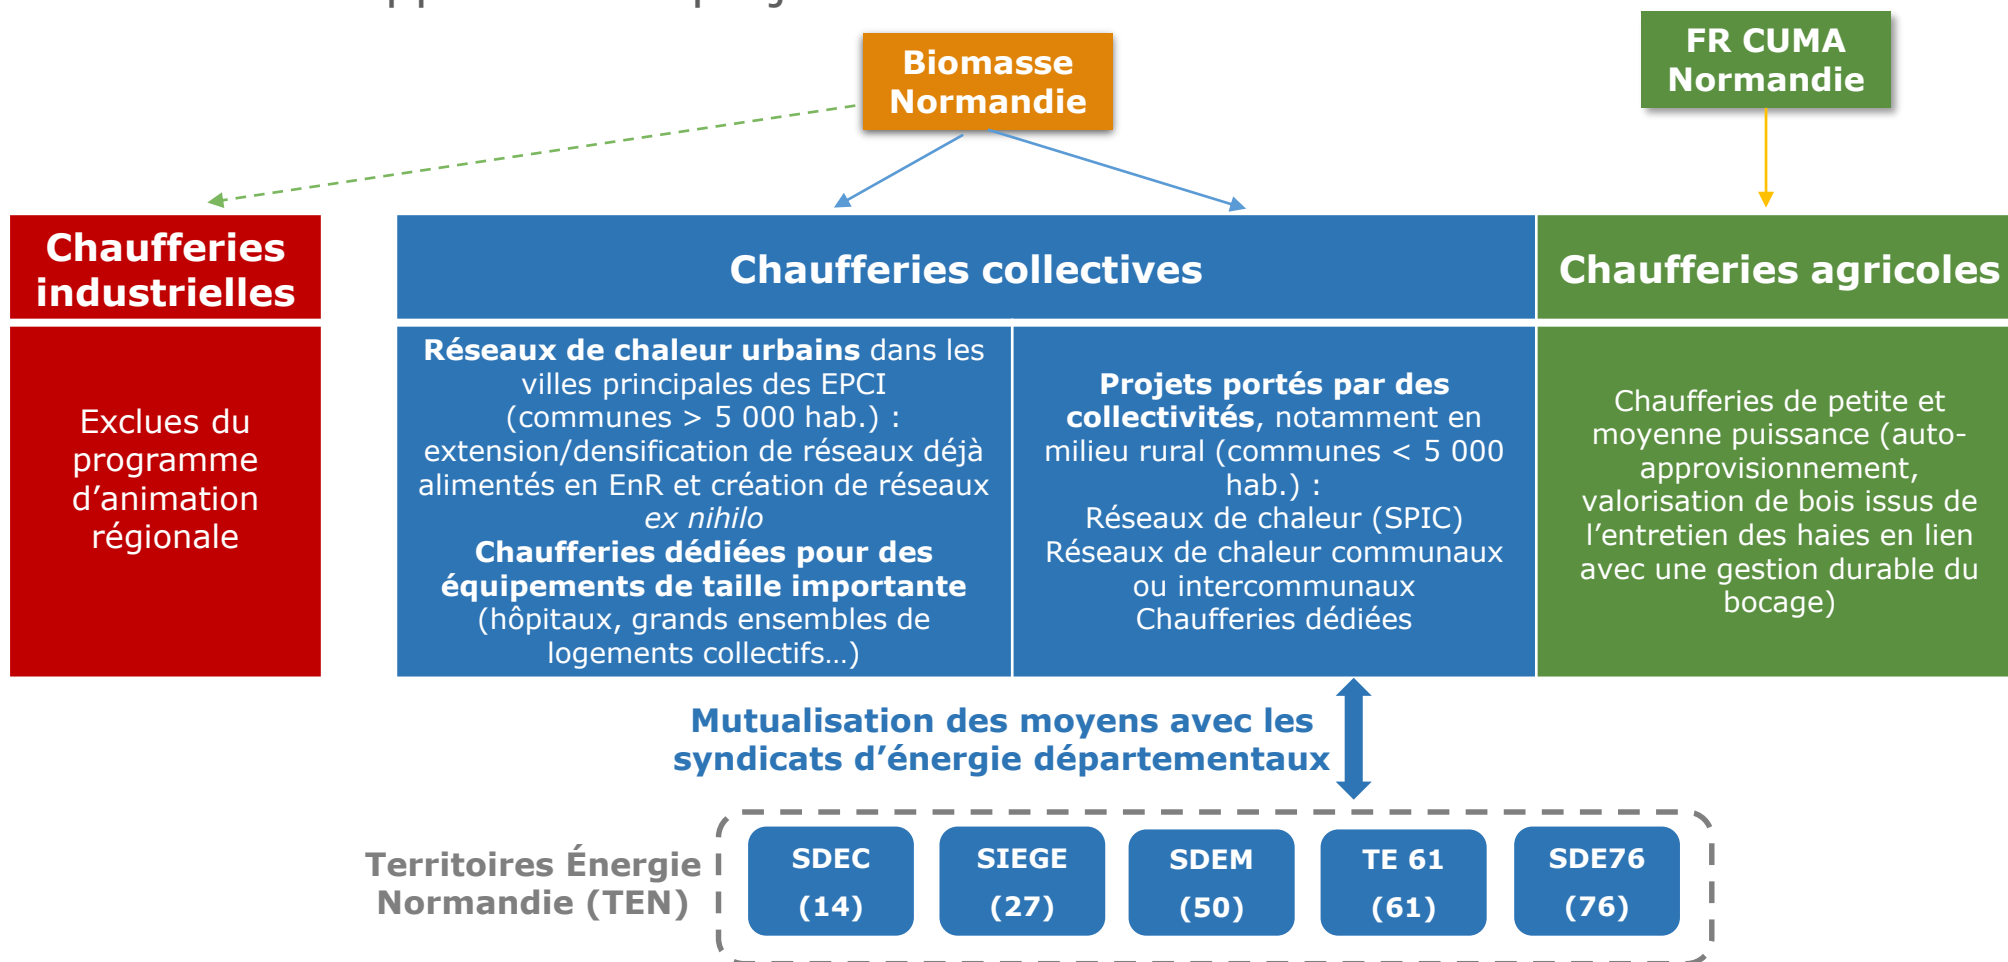 Biomasse
Normandie
FR CUMA
Normandie
Chaufferies
industrielles
Chaufferies collectives
Chaufferies agricoles
Exclues du
programme
d’animation
régionale
Réseaux de chaleur urbains dans les
villes principales des EPCI
(communes > 5 000 hab.) :
extension/densification de réseaux déjà
alimentés en EnR et création de réseaux
ex nihilo
Chaufferies dédiées pour des
équipements de taille importante
(hôpitaux, grands ensembles de
logements collectifs…)
Projets portés par des
collectivités, notamment en
milieu rural (communes < 5 000
hab.) :
Réseaux de chaleur (SPIC)
Réseaux de chaleur communaux
ou intercommunaux
Chaufferies dédiées
Chaufferies de petite et
moyenne puissance (auto-
approvisionnement,
valorisation de bois issus de
l’entretien des haies en lien
avec une gestion durable du
bocage)
Mutualisation des moyens avec les
syndicats d’énergie départementaux
Territoires Énergie
Normandie (TEN)
SDEC
(14)
SIEGE
(27)
SDEM
(50)
TE 61
(61)
SDE76
(76)